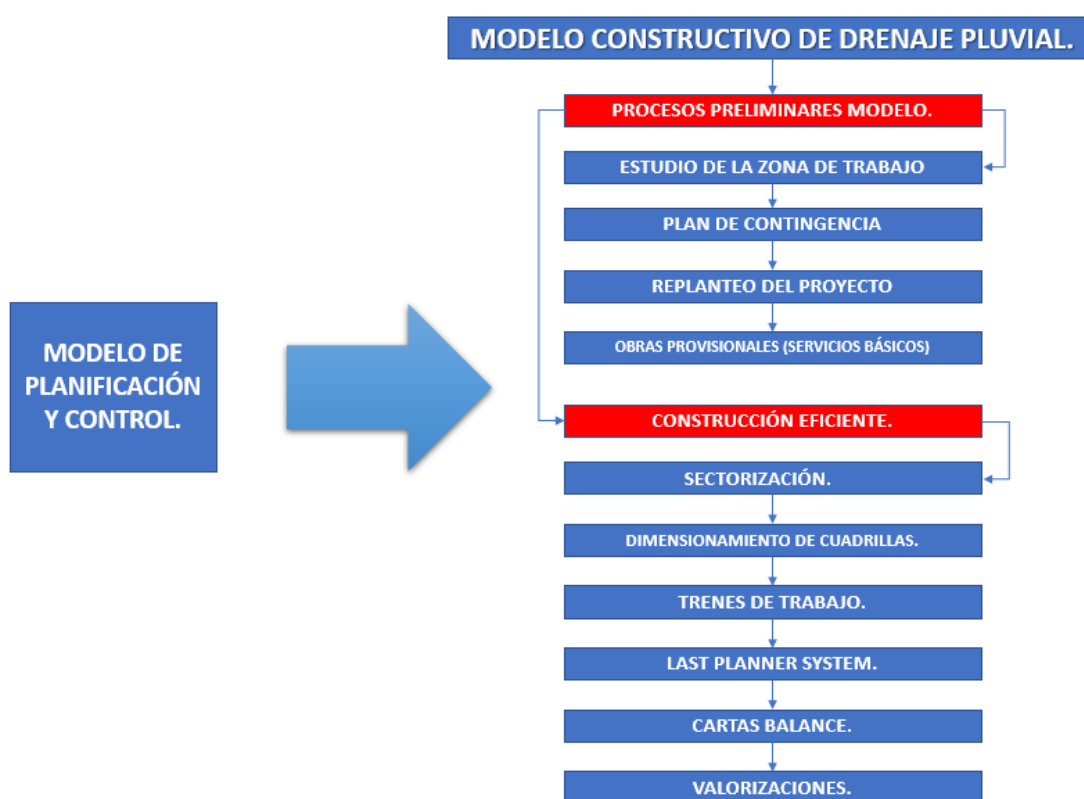 MODELO CONSTRUCTIVO DE DRENAJE PLUVIAL.
PROCESOS PRELIMINARES MODELO.
ESTUDIO DE LA ZONA DE TRABAJO
PLAN DE CONTINGENCIA
REPLANTEO DEL PROYECTO
OBRAS PROVISIONALES (SERVICIOS BÁSICOS)
MODELO DE
PLANIFICACIÓN
Y CONTROL.
CONSTRUCCIÓN EFICIENTE.
SECTORIZACIÓN.
DIMENSIONAMIENTO DE CUADRILLAS.
TRENES DE TRABAJO.
LAST PLANNER SYSTEM.
CARTAS BALANCE.
VALORIZACIONES.